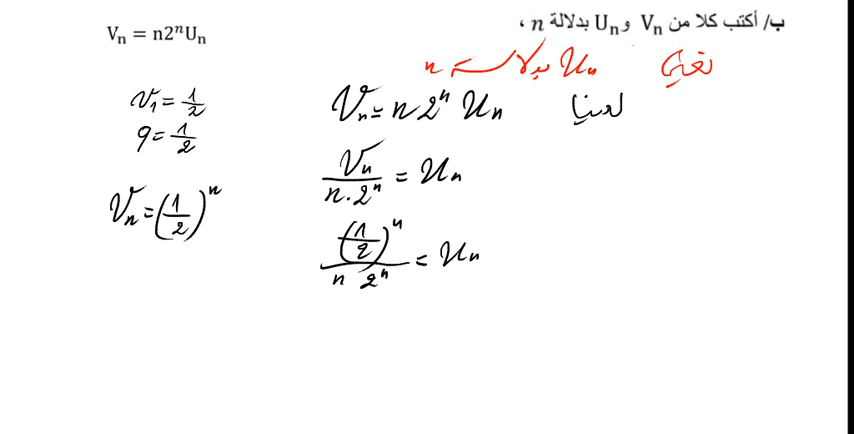 ب/ أكتب كلا من Vₙ و Uₙ بدلالة n ،
Vₙ = n2ⁿUₙ
تعيين Uₙ بدلالة n
لدينا Vₙ = n 2ⁿ Uₙ
V₁ = 1/2
q = 1/2
Vₙ / (n · 2ⁿ) = Uₙ
Vₙ = (1/2)ⁿ
(1/2)ⁿ / (n 2ⁿ) = Uₙ